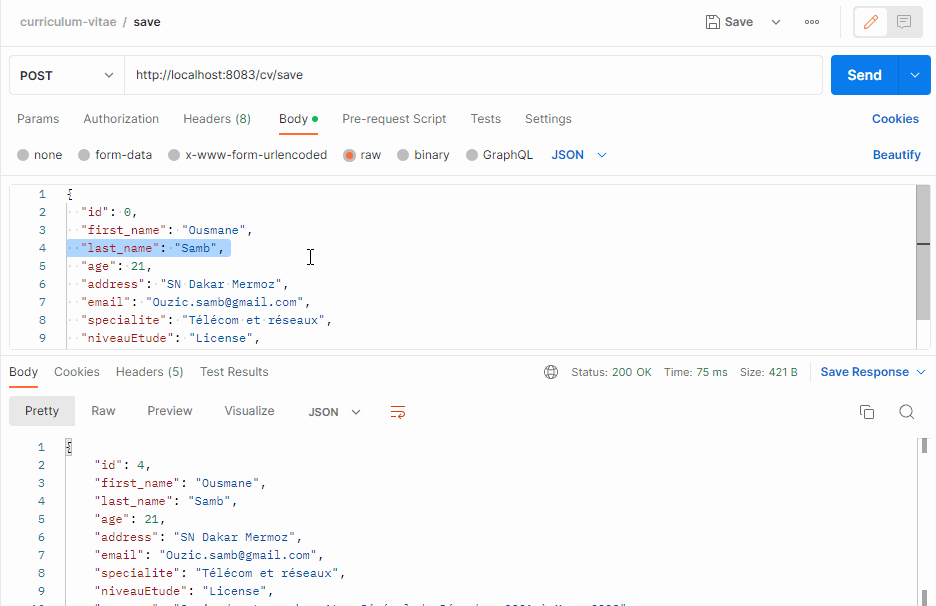 curriculum-vitae / save Save
POST http://localhost:8083/cv/save Send
Params Authorization Headers (8) Body Pre-request Script Tests Settings Cookies
none form-data x-www-form-urlencoded raw binary GraphQL JSON Beautify
1 {
2 "id": 0,
3 "first_name": "Ousmane",
4 "last_name": "Samb",
5 "age": 21,
6 "address": "SN Dakar Mermoz",
7 "email": "Ouzic.samb@gmail.com",
8 "specialite": "Télécom et réseaux",
9 "niveauEtude": "License",
Body Cookies Headers (5) Test Results Status: 200 OK Time: 75 ms Size: 421 B Save Response
Pretty Raw Preview Visualize JSON
1 {
2 "id": 4,
3 "first_name": "Ousmane",
4 "last_name": "Samb",
5 "age": 21,
6 "address": "SN Dakar Mermoz",
7 "email": "Ouzic.samb@gmail.com",
8 "specialite": "Télécom et réseaux",
9 "niveauEtude": "License",